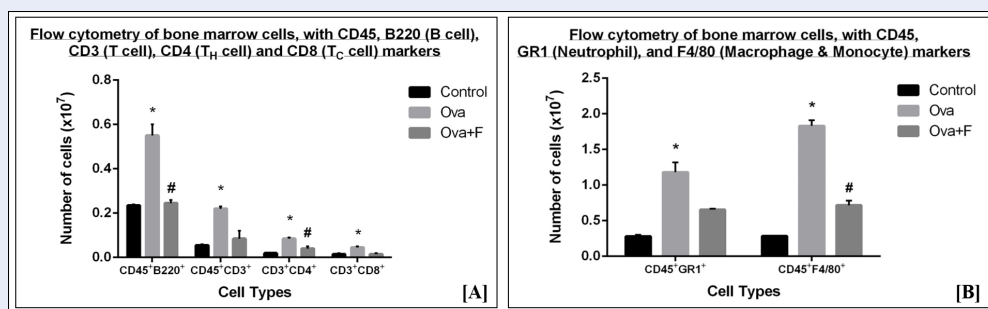 Flow cytometry of bone marrow cells, with CD45, B220 (B cell),
CD3 (T cell), CD4 (T_H cell) and CD8 (T_C cell) markers
Number of cells (x10⁷)
0.8
0.6
0.4
0.2
0.0
*
#
*
*
#
*
Control
Ova
Ova+F
CD45⁺B220⁺ CD45⁺CD3⁺ CD3⁺CD4⁺ CD3⁺CD8⁺
Cell Types
[A]
Flow cytometry of bone marrow cells, with CD45,
GR1 (Neutrophil), and F4/80 (Macrophage & Monocyte) markers
Number of cells (x10⁷)
2.5
2.0
1.5
1.0
0.5
0.0
*
*
#
Control
Ova
Ova+F
CD45⁺GR1⁺ CD45⁺F4/80⁺
Cell Types
[B]